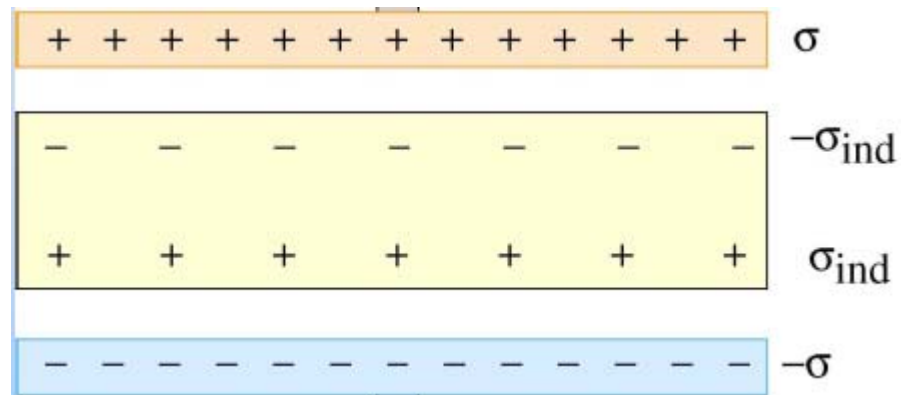 + + + + + + + + + + + + + σ
− − − − − − − −σind
+ + + + + + + σind
− − − − − − − − − − − − − −σ